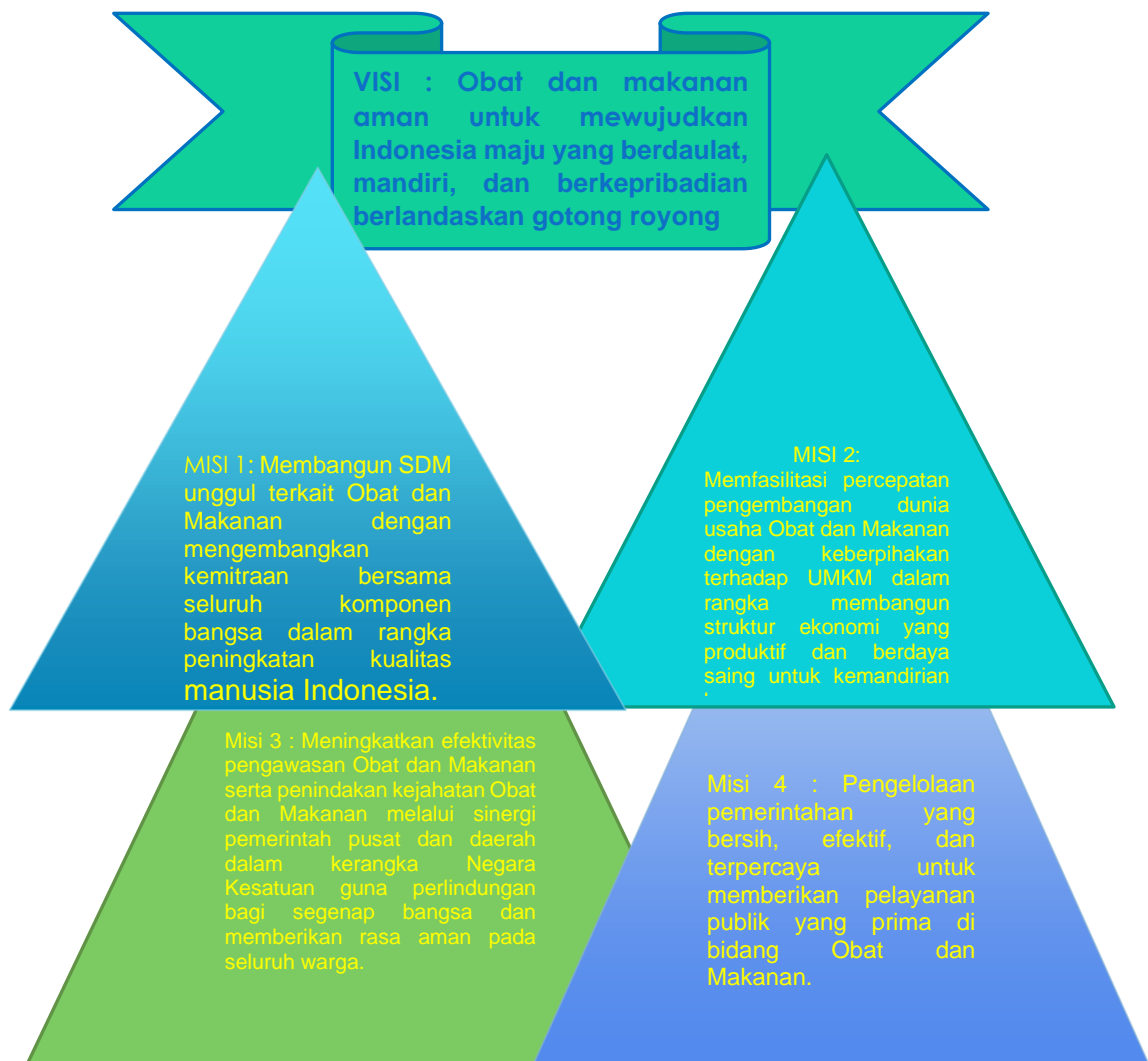 VISI : Obat dan makanan
aman untuk mewujudkan
Indonesia maju yang berdaulat,
mandiri, dan berkepribadian
berlandaskan gotong royong
MISI 1: Membangun SDM
unggul terkait Obat dan
Makanan dengan
mengembangkan
kemitraan bersama
seluruh komponen
bangsa dalam rangka
peningkatan kualitas
manusia Indonesia.
MISI 2:
Memfasilitasi percepatan
pengembangan dunia
usaha Obat dan Makanan
dengan keberpihakan
terhadap UMKM dalam
rangka membangun
struktur ekonomi yang
produktif dan berdaya
saing untuk kemandirian
Misi 3 : Meningkatkan efektivitas
pengawasan Obat dan Makanan
serta penindakan kejahatan Obat
dan Makanan melalui sinergi
pemerintah pusat dan daerah
dalam kerangka Negara
Kesatuan guna perlindungan
bagi segenap bangsa dan
memberikan rasa aman pada
seluruh warga.
Misi 4 : Pengelolaan
pemerintahan yang
bersih, efektif, dan
terpercaya untuk
memberikan pelayanan
publik yang prima di
bidang Obat dan
Makanan.